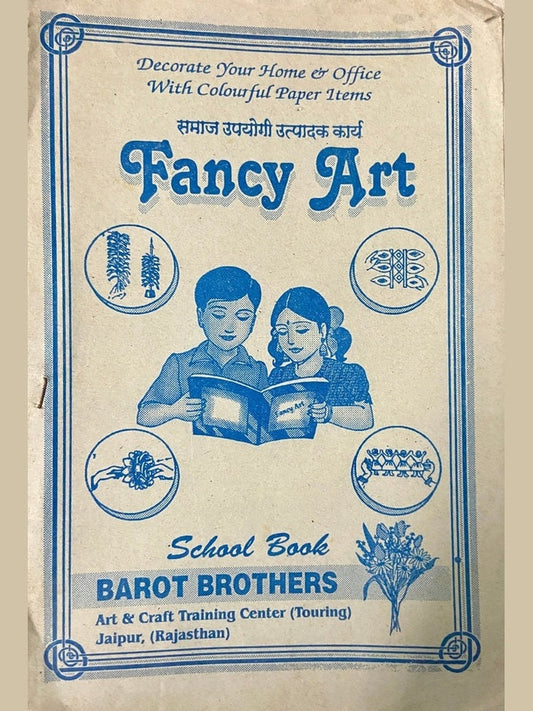 Decorate Your Home & Office
With Colourful Paper Items
समाज उपयोगी उत्पादक कार्य
Fancy Art
Fancy Art
School Book
BAROT BROTHERS
Art & Craft Training Center (Touring)
Jaipur, (Rajasthan)